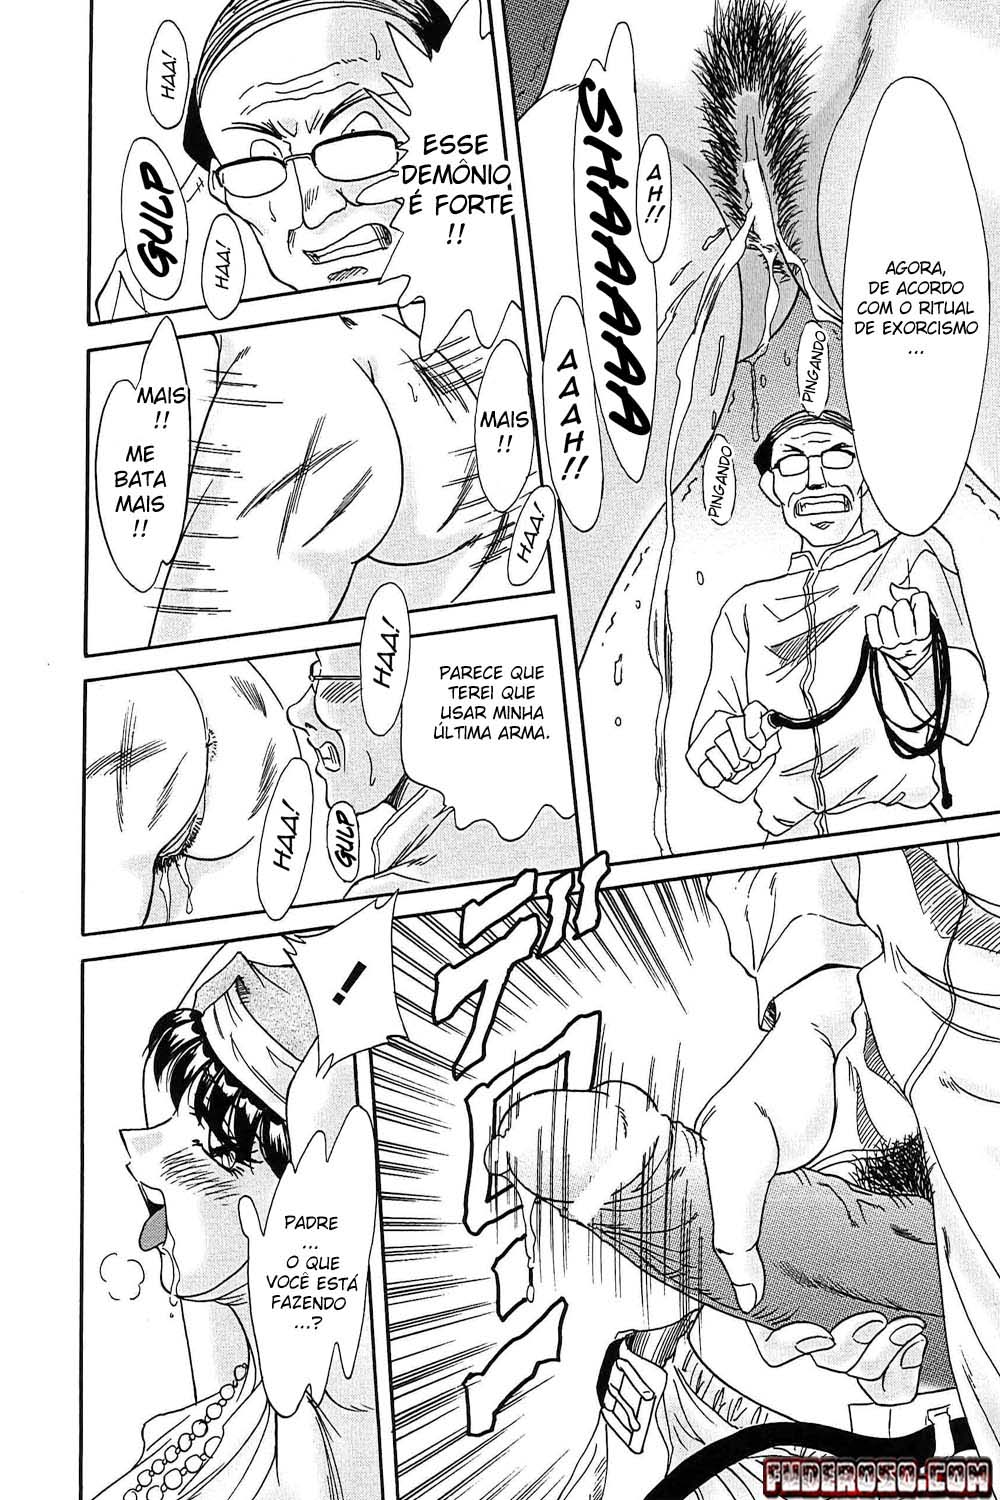 AGORA,
DE ACORDO
COM O RITUAL
DE EXORCISMO
...
AH!!
SHAAAAA
AAAH!!
PINGANDO
PINGANDO
HAA!
GULP
HAA!
ESSE
DEMÔNIO
É FORTE
!!
MAIS
!!
ME
BATA
MAIS
!!
MAIS
!!
HAA!
HAA!
PARECE QUE
TEREI QUE
USAR MINHA
ÚLTIMA ARMA.
HAA!
GULP
!
PADRE
...
O QUE
VOCÊ ESTÁ
FAZENDO
...?
FUDEROSO.COM